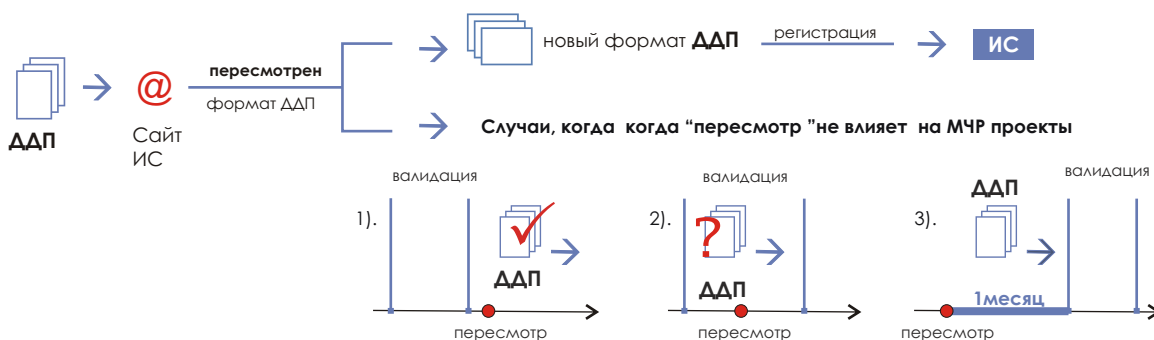 ДДП
@
Сайт
ИС
пересмотрен
формат ДДП
новый формат ДДП
регистрация
ИС
Случаи, когда когда “пересмотр ”не влияет на МЧР проекты
1).
валидация
ДДП
пересмотр
2).
валидация
?
ДДП
пересмотр
3).
ДДП
валидация
1месяц
пересмотр